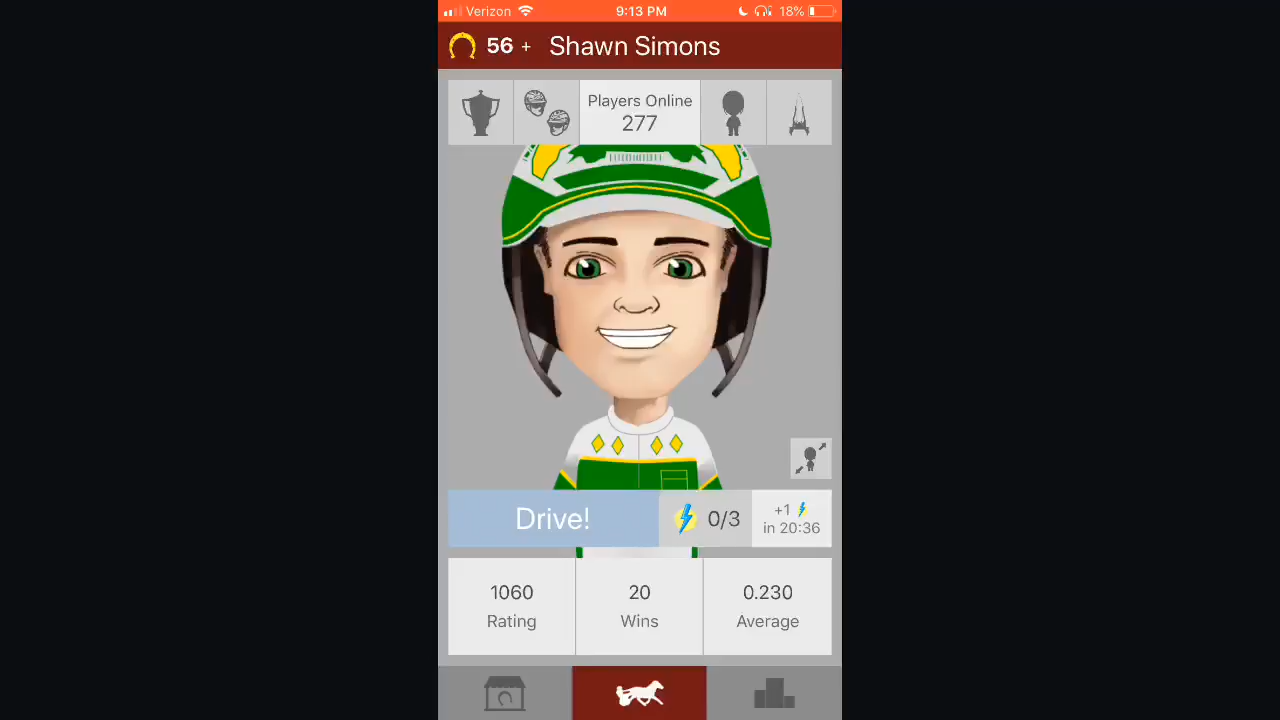 Verizon 9:13 PM 18%
56 + Shawn Simons
Players Online
277
Drive! 0/3
+1
in 20:36
1060 20 0.230
Rating Wins Average